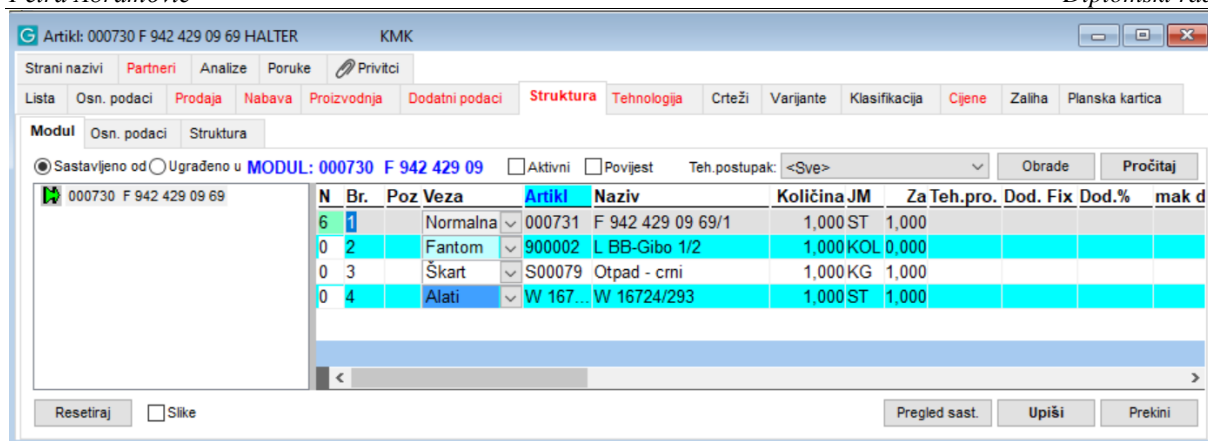 Artikl: 000730 F 942 429 09 69 HALTER KMK
Strani nazivi Partneri Analize Poruke Privitci
Lista Osn. podaci Prodaja Nabava Proizvodnja Dodatni podaci Struktura Tehnologija Crteži Varijante Klasifikacija Cijene Zaliha Planska kartica
Modul Osn. podaci Struktura
Sastavljeno od Ugrađeno u MODUL: 000730 F 942 429 09 Aktivni Povijest Teh.postupak: <Sve> Obrade Pročitaj
000730 F 942 429 09 69
N Br. Poz Veza Artikl Naziv Količina JM Za Teh.pro. Dod. Fix Dod.% mak d
6 1 Normalna 000731 F 942 429 09 69/1 1,000 ST 1,000
0 2 Fantom 900002 L BB-Gibo 1/2 1,000 KOL 0,000
0 3 Škart S00079 Otpad - crni 1,000 KG 1,000
0 4 Alati W 167... W 16724/293 1,000 ST 1,000
Resetiraj Slike Pregled sast. Upiši Prekini